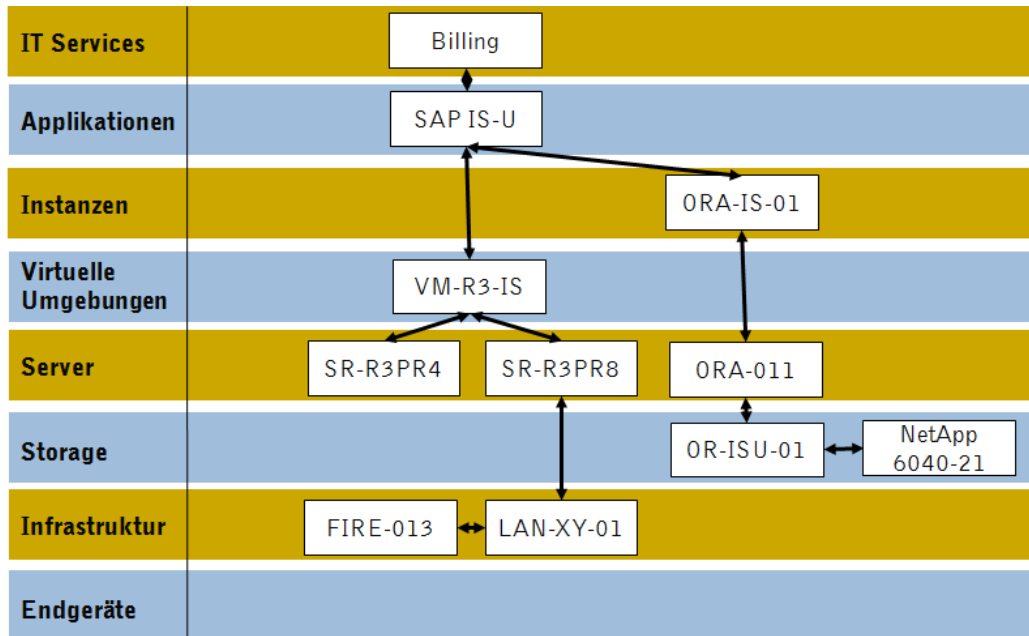 IT Services
Billing
Applikationen
SAP IS-U
Instanzen
ORA-IS-01
Virtuelle
Umgebungen
VM-R3-IS
Server
SR-R3PR4
SR-R3PR8
ORA-011
Storage
OR-ISU-01
NetApp
6040-21
Infrastruktur
FIRE-013
LAN-XY-01
Endgeräte